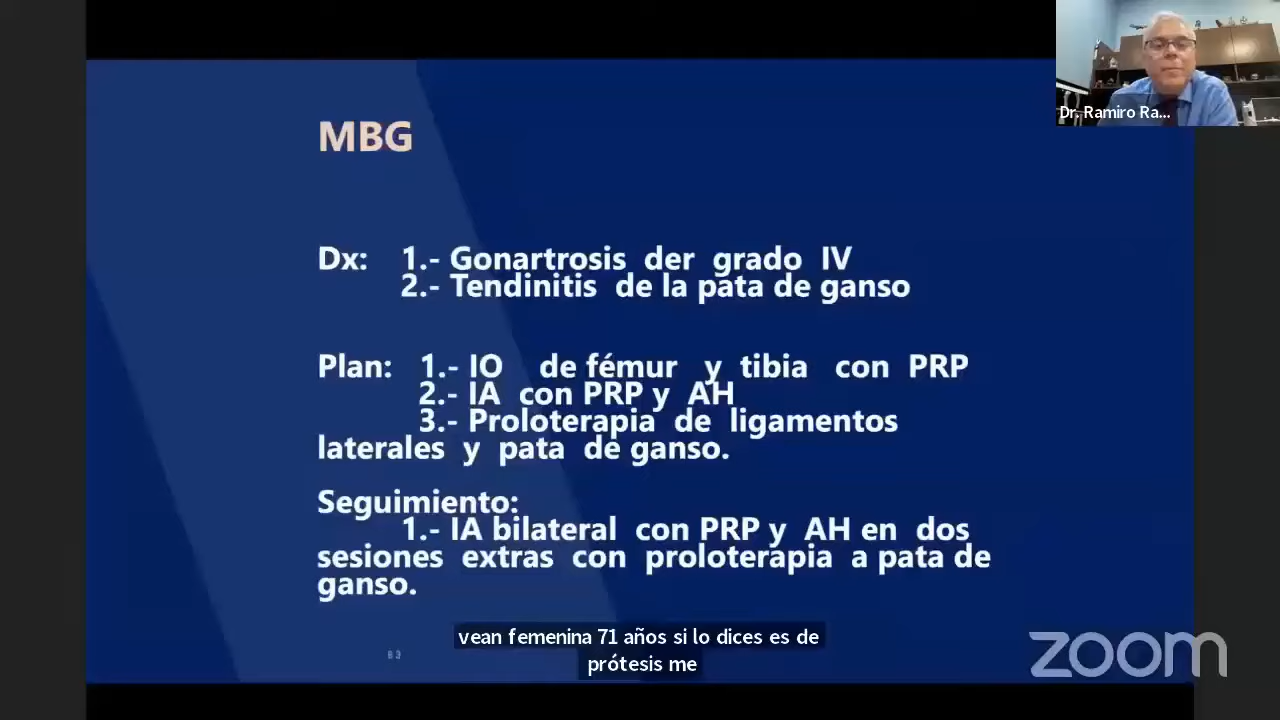 Dr. Ramiro Ra...
MBG
Dx: 1.- Gonartrosis der grado IV
2.- Tendinitis de la pata de ganso
Plan: 1.- IO de fémur y tibia con PRP
2.- IA con PRP y AH
3.- Proloterapia de ligamentos
laterales y pata de ganso.
Seguimiento:
1.- IA bilateral con PRP y AH en dos
sesiones extras con proloterapia a pata de
ganso.
vean femenina 71 años si lo dices es de
prótesis me
63
zoom